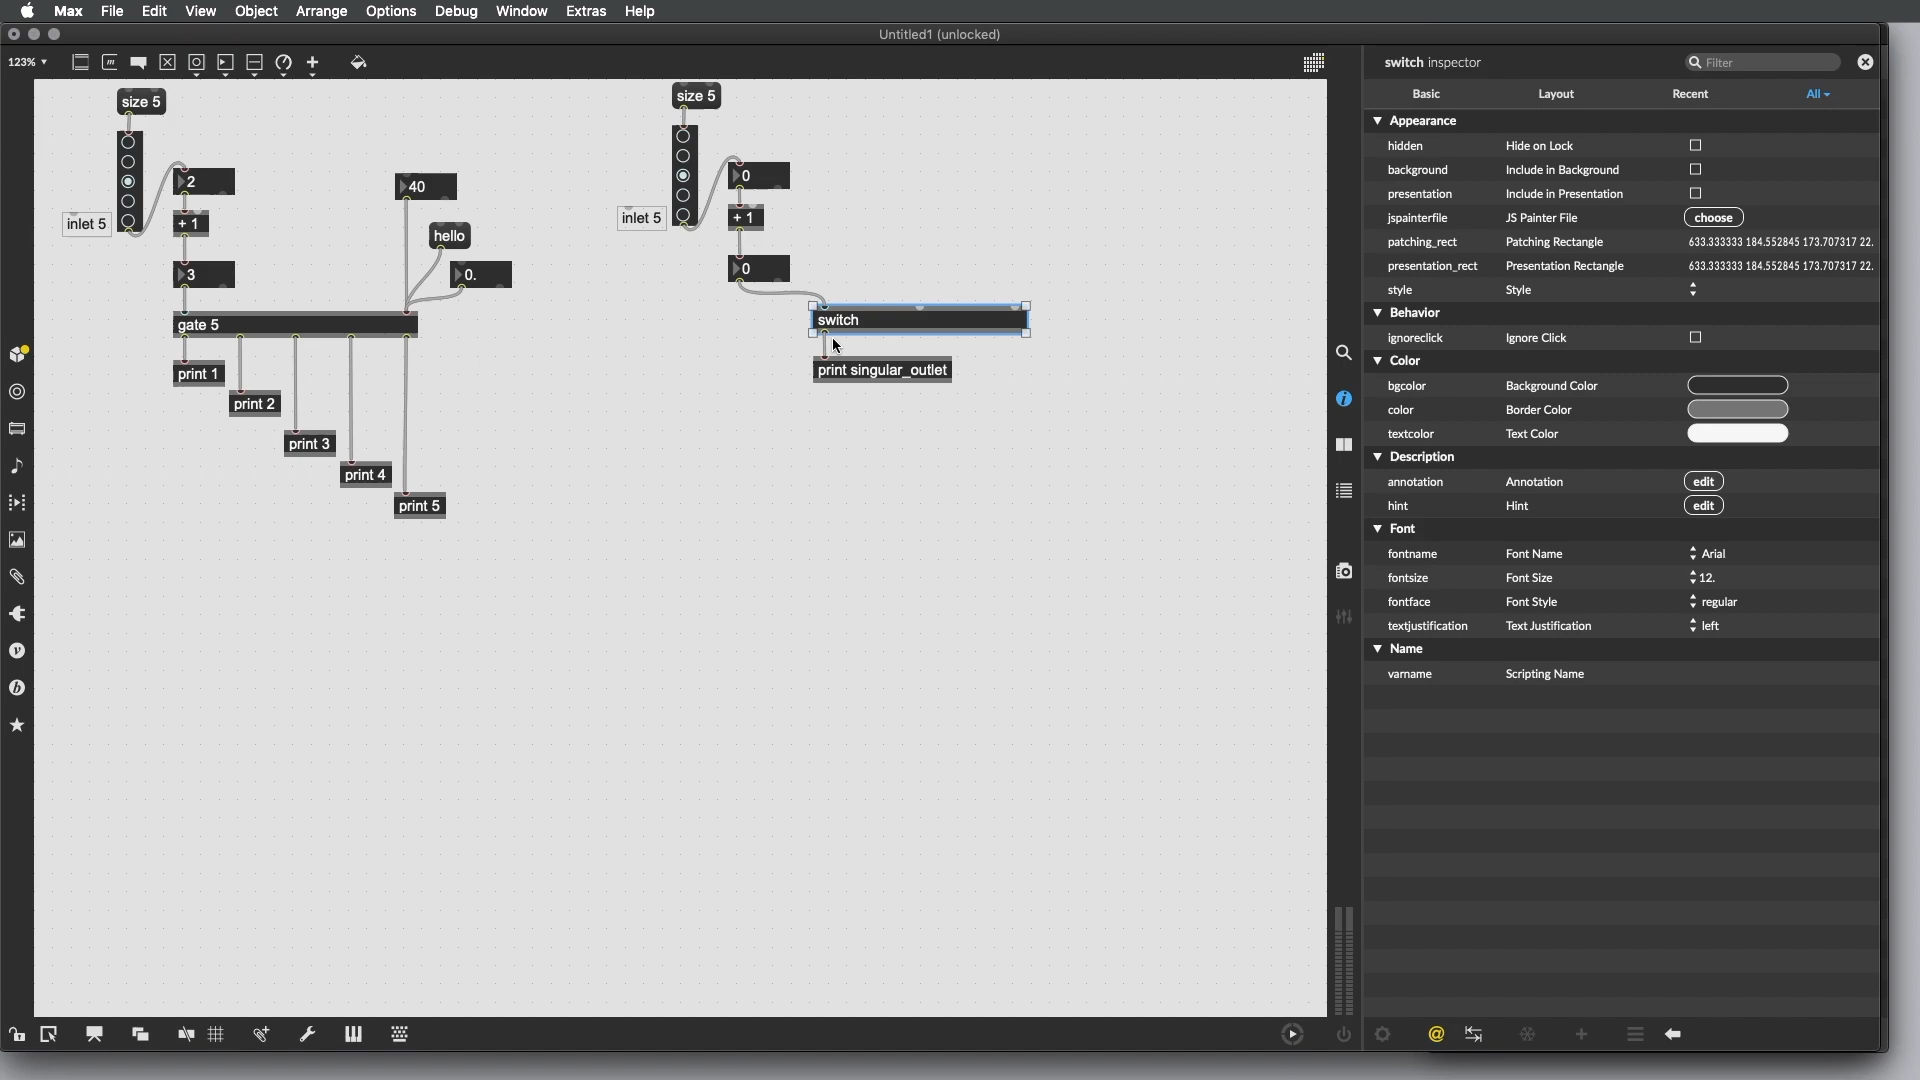 Max File Edit View Object Arrange Options Debug Window Extras Help
Untitled1 (unlocked)
123%
size 5
2
inlet 5
+ 1
3
40
hello
0.
gate 5
print 1
print 2
print 3
print 4
print 5
size 5
0
inlet 5
+ 1
0
switch
print singular_outlet
switch inspector
Filter
Basic Layout Recent All
Appearance
hidden Hide on Lock
background Include in Background
presentation Include in Presentation
jspainterfile JS Painter File choose
patching_rect Patching Rectangle 633.333333 184.552845 173.707317 22.
presentation_rect Presentation Rectangle 633.333333 184.552845 173.707317 22.
style Style
Behavior
ignoreclick Ignore Click
Color
bgcolor Background Color
color Border Color
textcolor Text Color
Description
annotation Annotation edit
hint Hint edit
Font
fontname Font Name Arial
fontsize Font Size 12.
fontface Font Style regular
textjustification Text Justification left
Name
varname Scripting Name